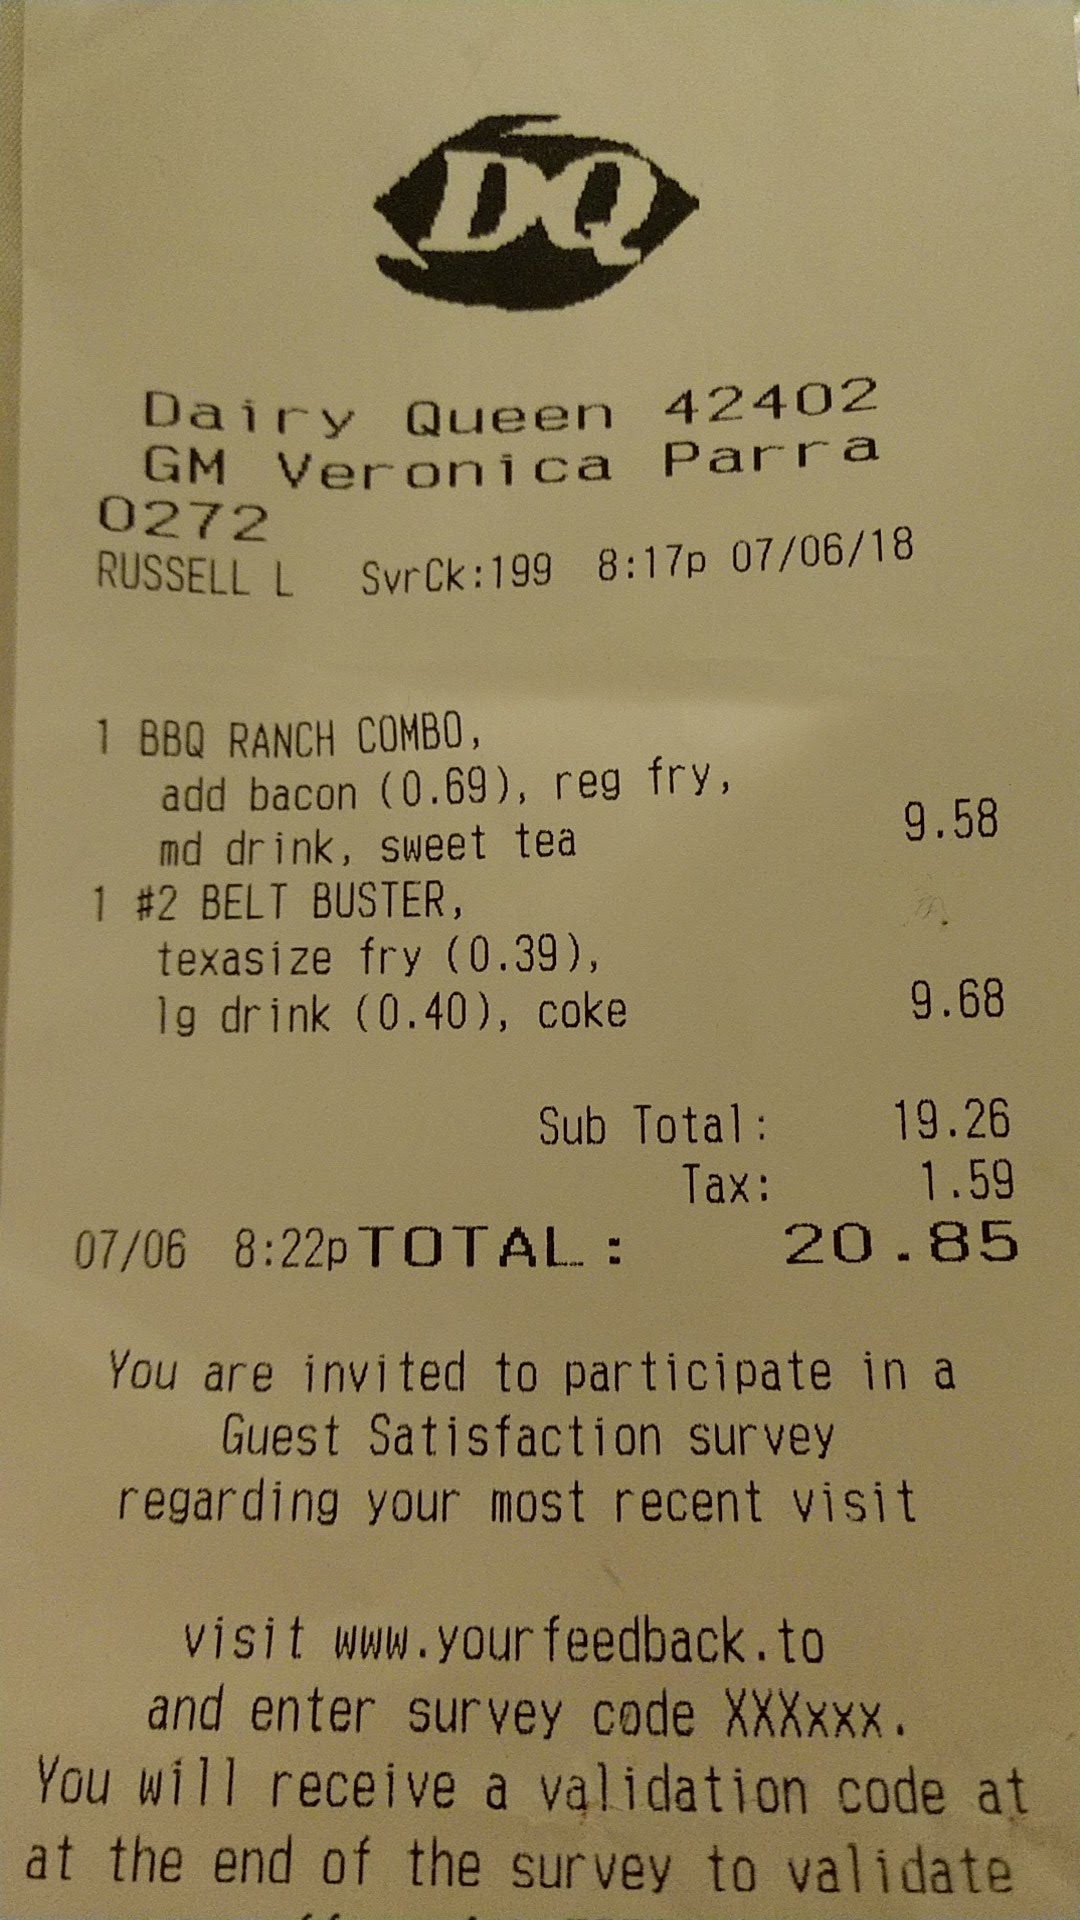 DQ
Dairy Queen 42402
GM Veronica Parra
0272
RUSSELL L SvrCk:199 8:17p 07/06/18
1 BBQ RANCH COMBO,
add bacon (0.69), reg fry,
md drink, sweet tea 9.58
1 #2 BELT BUSTER,
texasize fry (0.39),
lg drink (0.40), coke 9.68
Sub Total: 19.26
Tax: 1.59
07/06 8:22pTOTAL: 20.85
You are invited to participate in a
Guest Satisfaction survey
regarding your most recent visit
visit www.yourfeedback.to
and enter survey code XXXxxx.
You will receive a validation code at
at the end of the survey to validate